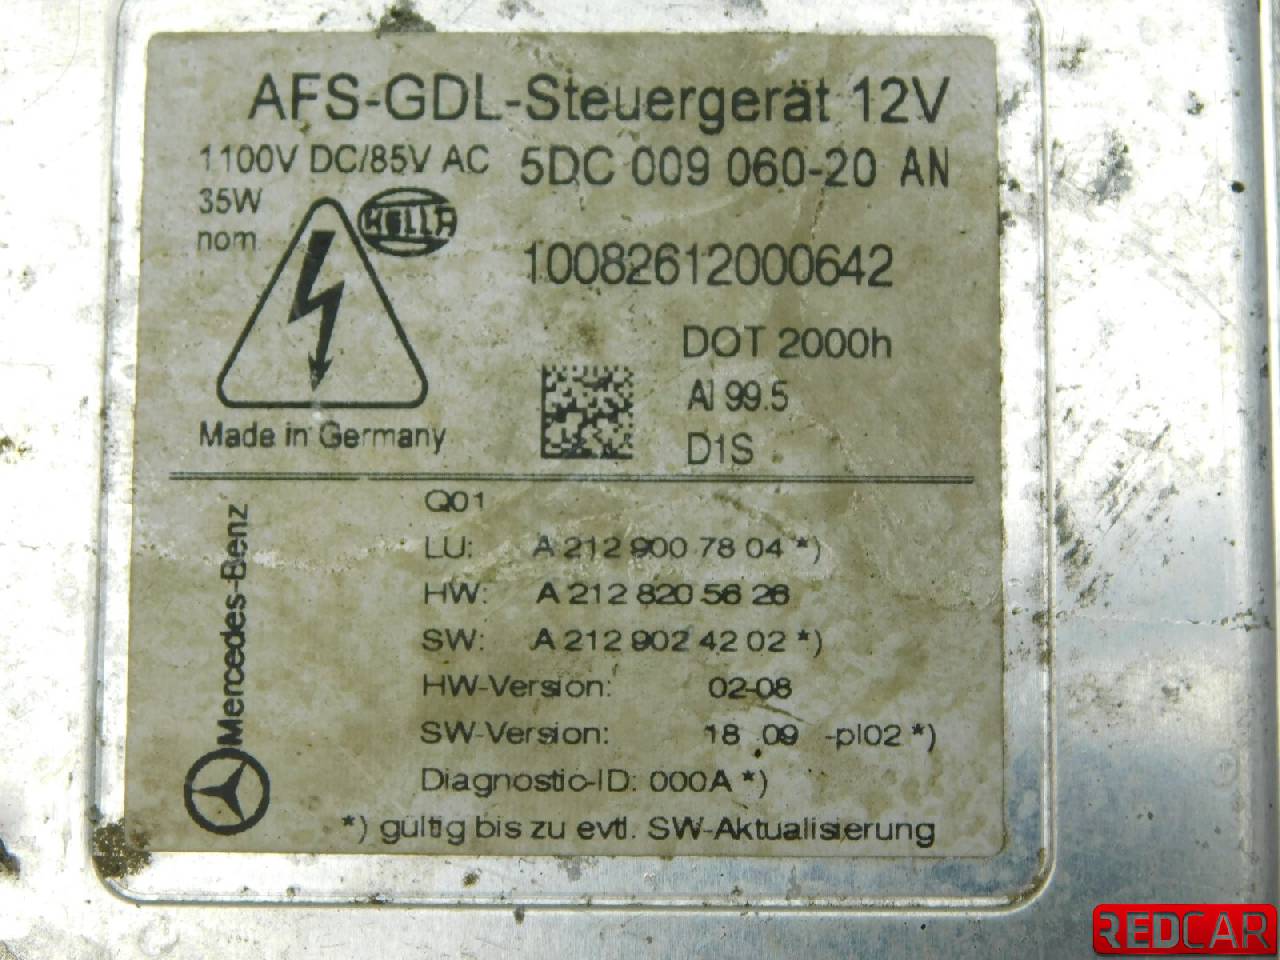 AFS-GDL-Steuergerät 12V
1100V DC/85V AC 5DC 009 060-20 AN
35W
nom
HELLA
10082612000642
DOT 2000h
Al 99.5
D1S
Made in Germany
Q01
LU: A 212 900 78 04 *)
HW: A 212 820 56 26
SW: A 212 902 42 02 *)
HW-Version: 02-08
SW-Version: 18 .09 -pl02 *)
Diagnostic-ID: 000A *)
*) gültig bis zu evtl. SW-Aktualisierung
Mercedes-Benz
REDCAR